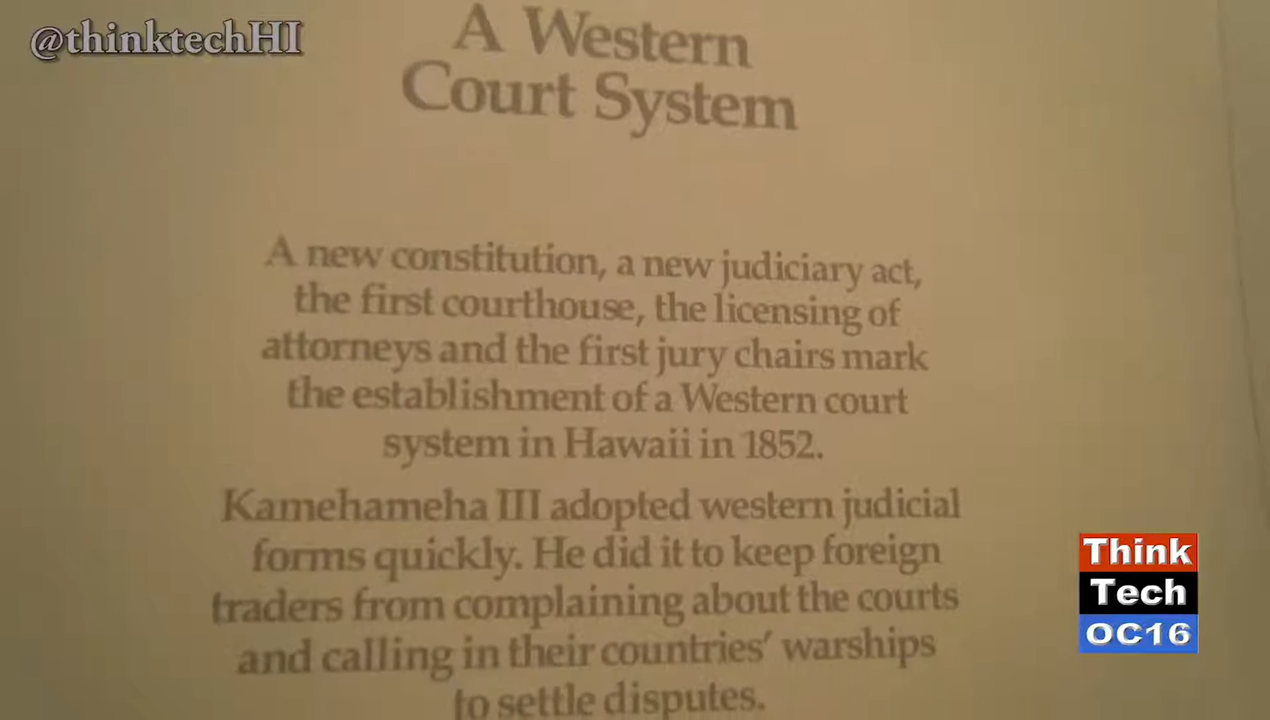 @thinktechHI
A Western
Court System
A new constitution, a new judiciary act,
the first courthouse, the licensing of
attorneys and the first jury chairs mark
the establishment of a Western court
system in Hawaii in 1852.
Kamehameha III adopted western judicial
forms quickly. He did it to keep foreign
traders from complaining about the courts
and calling in their countries' warships
to settle disputes.
Think
Tech
OC16